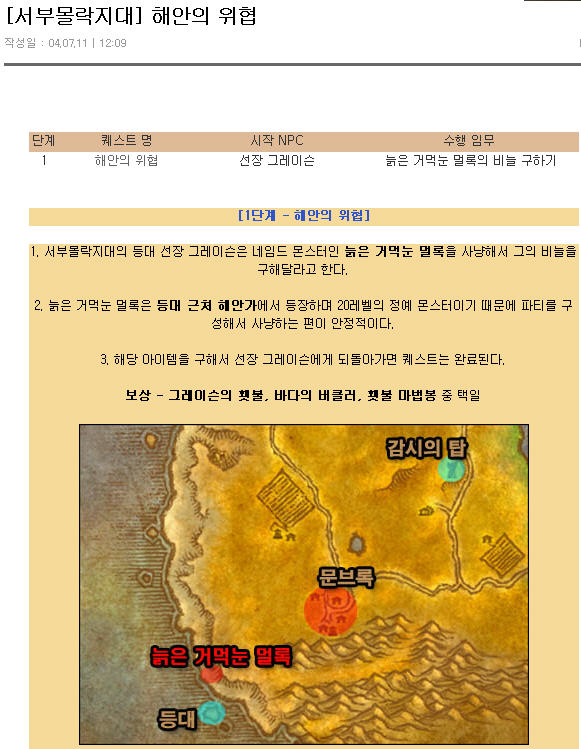 [서부몰락지대] 해안의 위협
작성일 : 04.07.11 | 12:09
단계 퀘스트 명 시작 NPC 수행 임무
1 해안의 위협 선장 그레이슨 늙은 거먹눈 멀록의 비늘 구하기
[1단계 - 해안의 위협]
1. 서부몰락지대의 등대 선장 그레이슨은 네임드 몬스터인 늙은 거먹눈 멀록을 사냥해서 그의 비늘을
구해달라고 한다.
2. 늙은 거먹눈 멀록은 등대 근처 해안가에서 등장하며 20레벨의 정예 몬스터이기 때문에 파티를 구
성해서 사냥하는 편이 안정적이다.
3. 해당 아이템을 구해서 선장 그레이슨에게 되돌아가면 퀘스트는 완료된다.
보상 - 그레이슨의 횃불, 바다의 버클러, 횃불 마법봉 중 택일
감시의 탑
문브룩
늙은 거먹눈 멀록
등대